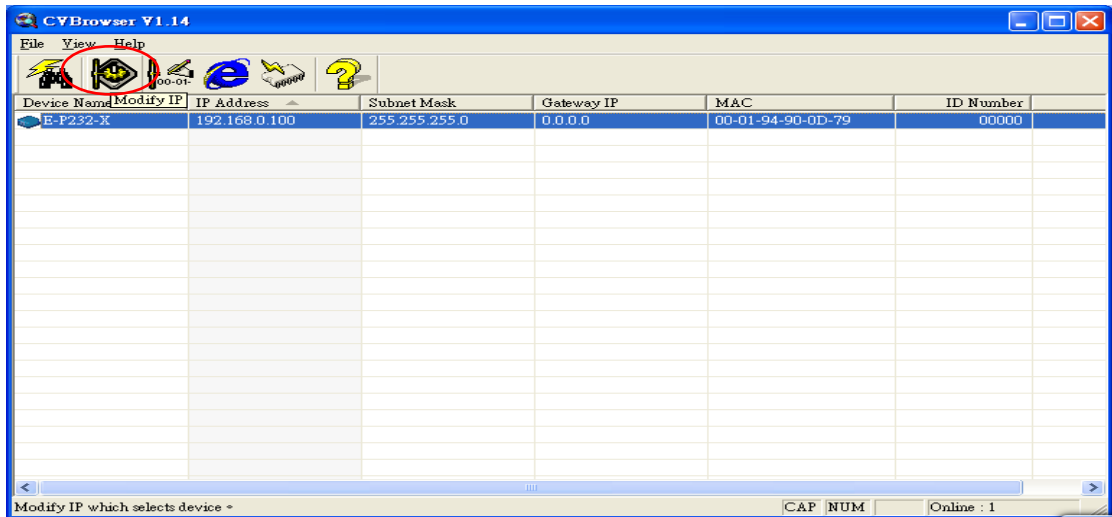 CVBrowser V1.14
File View Help
00-01-
Device Name Modify IP IP Address Subnet Mask Gateway IP MAC ID Number
E-P232-X 192.168.0.100 255.255.255.0 0.0.0.0 00-01-94-90-0D-79 00000
Modify IP which selects device 。 CAP NUM Online : 1